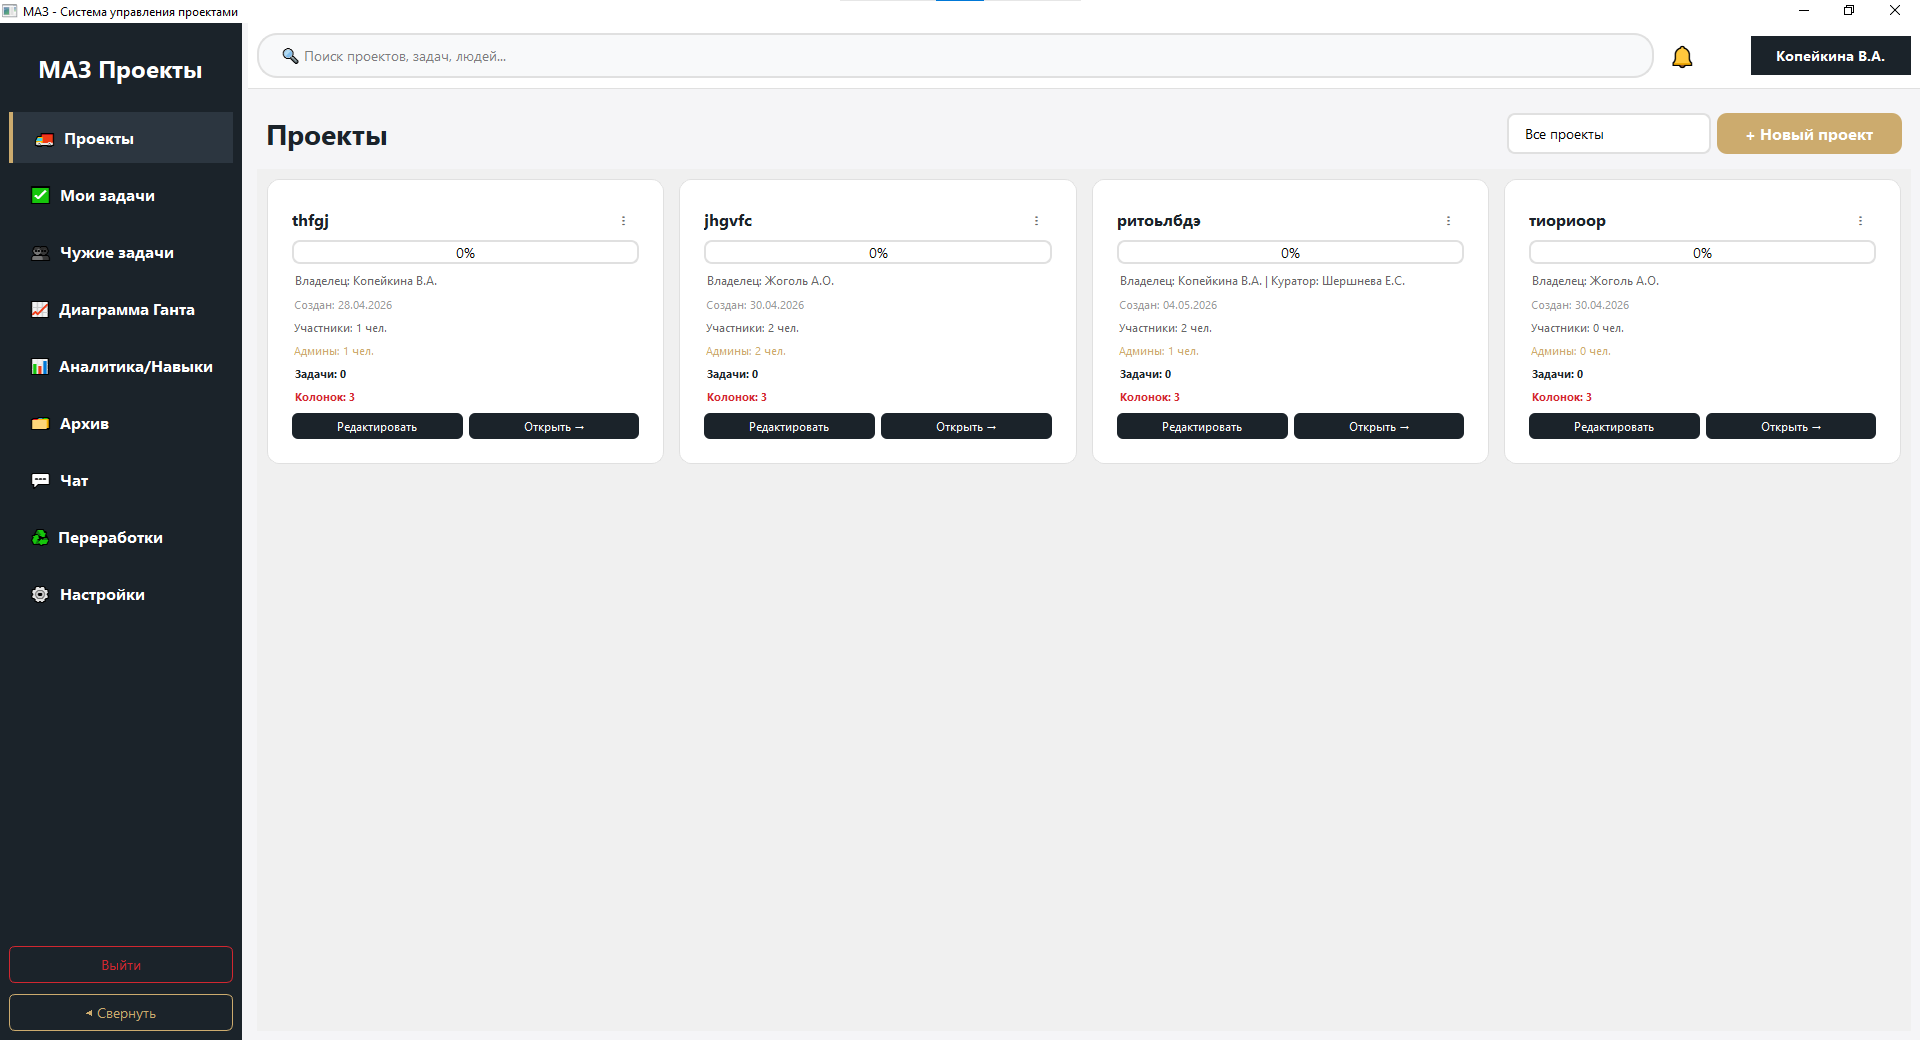 МАЗ - Система управления проектами
МАЗ Проекты
Проекты
Мои задачи
Чужие задачи
Диаграмма Ганта
Аналитика/Навыки
Архив
Чат
Переработки
Настройки
Выйти
Свернуть
Поиск проектов, задач, людей...
Копейкина В.А.
Проекты
Все проекты
+ Новый проект
thfgj
0%
Владелец: Копейкина В.А.
Создан: 28.04.2026
Участники: 1 чел.
Админы: 1 чел.
Задачи: 0
Колонок: 3
Редактировать Открыть →
jhgvfc
0%
Владелец: Жоголь А.О.
Создан: 30.04.2026
Участники: 2 чел.
Админы: 2 чел.
Задачи: 0
Колонок: 3
Редактировать Открыть →
ритоьлбдэ
0%
Владелец: Копейкина В.А. | Куратор: Шершнева Е.С.
Создан: 04.05.2026
Участники: 2 чел.
Админы: 1 чел.
Задачи: 0
Колонок: 3
Редактировать Открыть →
тиориоор
0%
Владелец: Жоголь А.О.
Создан: 30.04.2026
Участники: 0 чел.
Админы: 0 чел.
Задачи: 0
Колонок: 3
Редактировать Открыть →